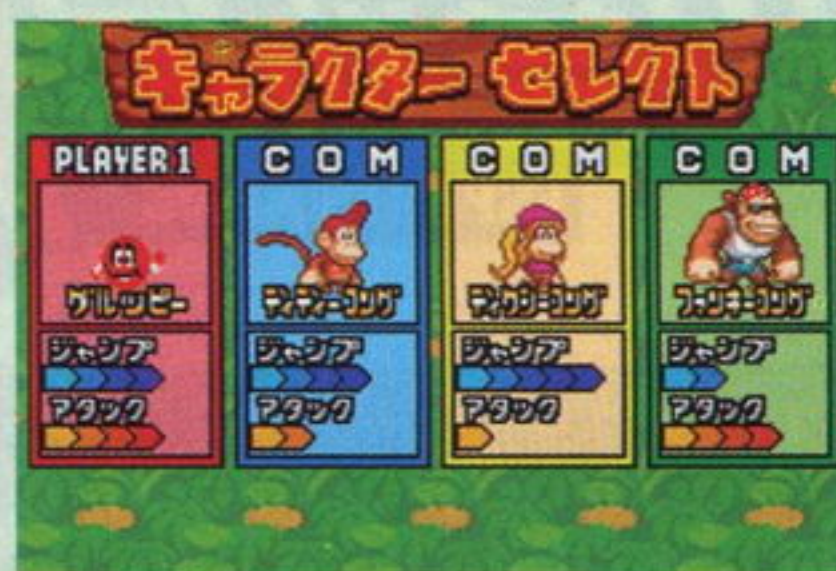 キャラクター セレクト
PLAYER 1
グルッピー
ジャンプ
アタック
COM
ディディーコング
ジャンプ
アタック
COM
ディクシーコング
ジャンプ
アタック
COM
ファンキーコング
ジャンプ
アタック